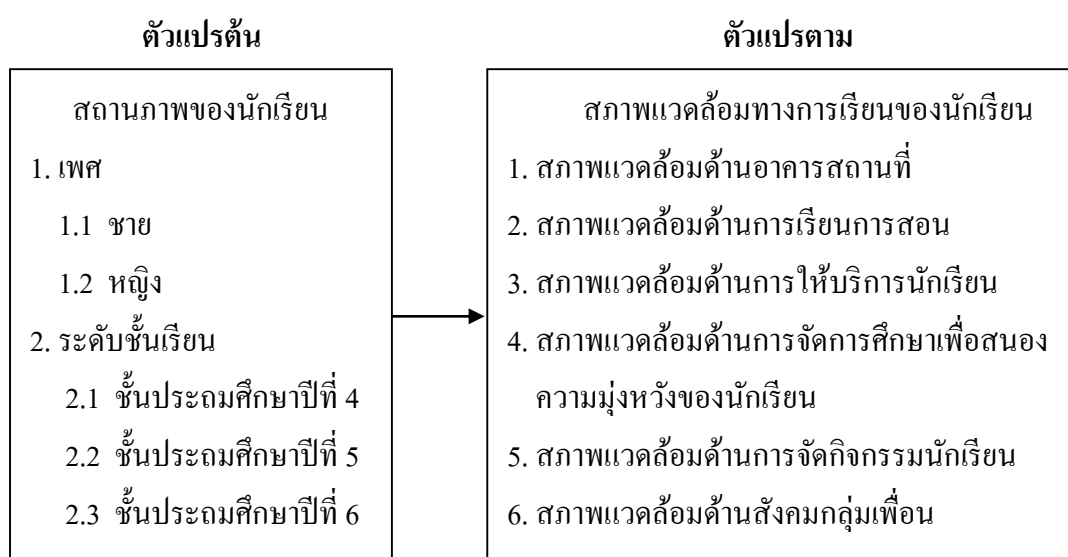 ตัวแปรต้น
สถานภาพของนักเรียน
1. เพศ
1.1 ชาย
1.2 หญิง
2. ระดับชั้นเรียน
2.1 ชั้นประถมศึกษาปีที่ 4
2.2 ชั้นประถมศึกษาปีที่ 5
2.3 ชั้นประถมศึกษาปีที่ 6
ตัวแปรตาม
สภาพแวดล้อมทางการเรียนของนักเรียน
1. สภาพแวดล้อมด้านอาคารสถานที่
2. สภาพแวดล้อมด้านการเรียนการสอน
3. สภาพแวดล้อมด้านการให้บริการนักเรียน
4. สภาพแวดล้อมด้านการจัดการศึกษาเพื่อสนอง
ความมุ่งหวังของนักเรียน
5. สภาพแวดล้อมด้านการจัดกิจกรรมนักเรียน
6. สภาพแวดล้อมด้านสังคมกลุ่มเพื่อน